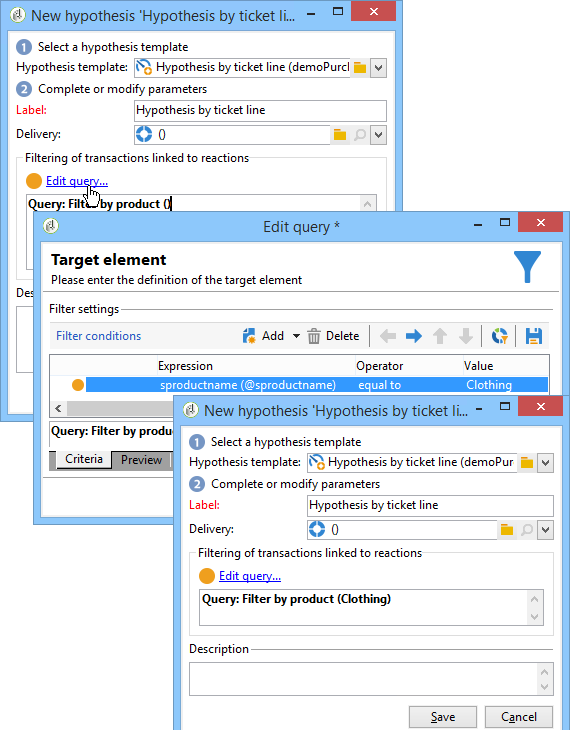 New hypothesis 'Hypothesis by ticket li...
1 Select a hypothesis template
Hypothesis template: Hypothesis by ticket line (demoPurcl
2 Complete or modify parameters
Label: Hypothesis by ticket line
Delivery: ()
Filtering of transactions linked to reactions
Edit query...
Query: Filter by product ()
Des
Edit query *
Target element
Please enter the definition of the target element
Filter settings
Filter conditions Add Delete
Expression Operator Value
sproductname (@sproductname) equal to Clothing
Query: Filter by produ
Criteria Preview
New hypothesis 'Hypothesis by ticket li...
1 Select a hypothesis template
Hypothesis template: Hypothesis by ticket line (demoPur
2 Complete or modify parameters
Label: Hypothesis by ticket line
Delivery: ()
Filtering of transactions linked to reactions
Edit query...
Query: Filter by product (Clothing)
Description
Save Cancel